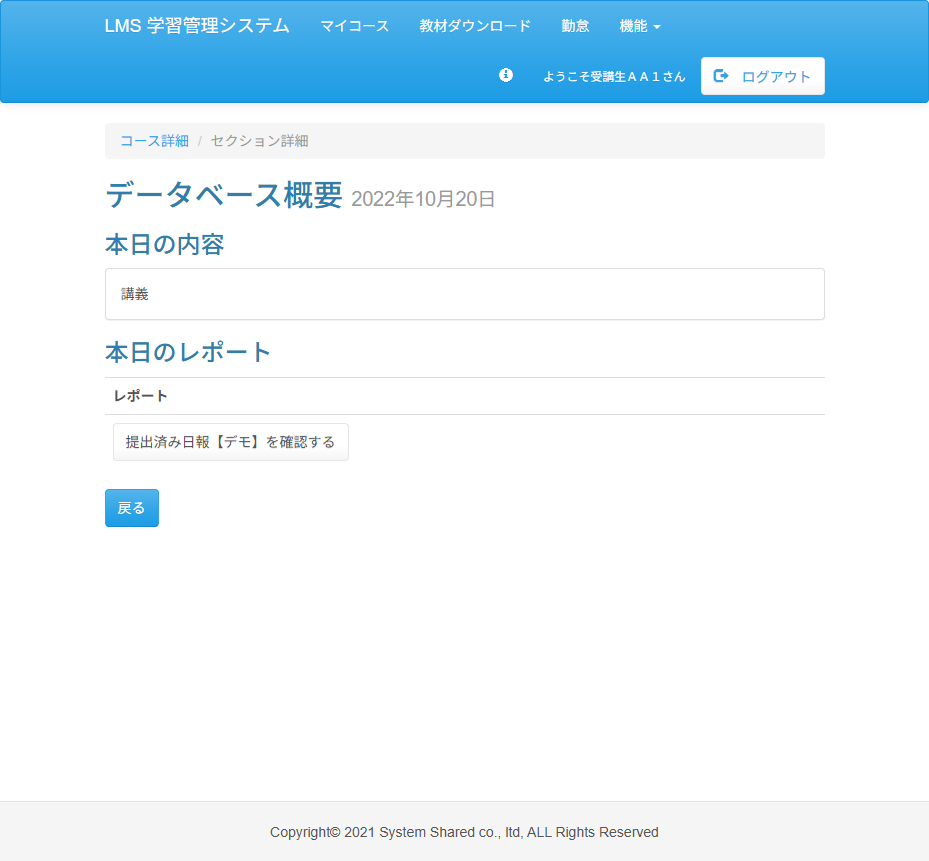 LMS 学習管理システム マイコース 教材ダウンロード 勤怠 機能
ようこそ受講生ＡＡ１さん ログアウト
コース詳細 / セクション詳細
データベース概要 2022年10月20日
本日の内容
講義
本日のレポート
レポート
提出済み日報【デモ】を確認する
戻る
Copyright© 2021 System Shared co., ltd, ALL Rights Reserved